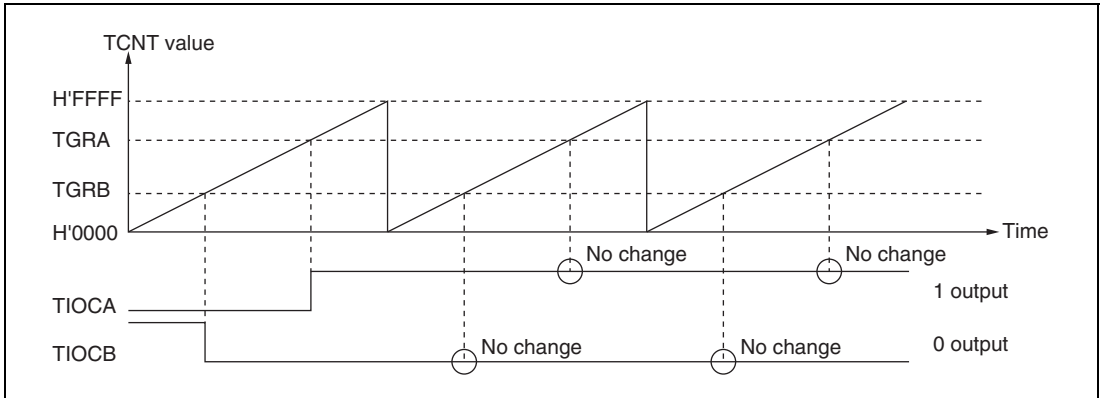 TCNT value
H'FFFF
TGRA
TGRB
H'0000
Time
No change
No change
TIOCA
1 output
No change
No change
TIOCB
0 output